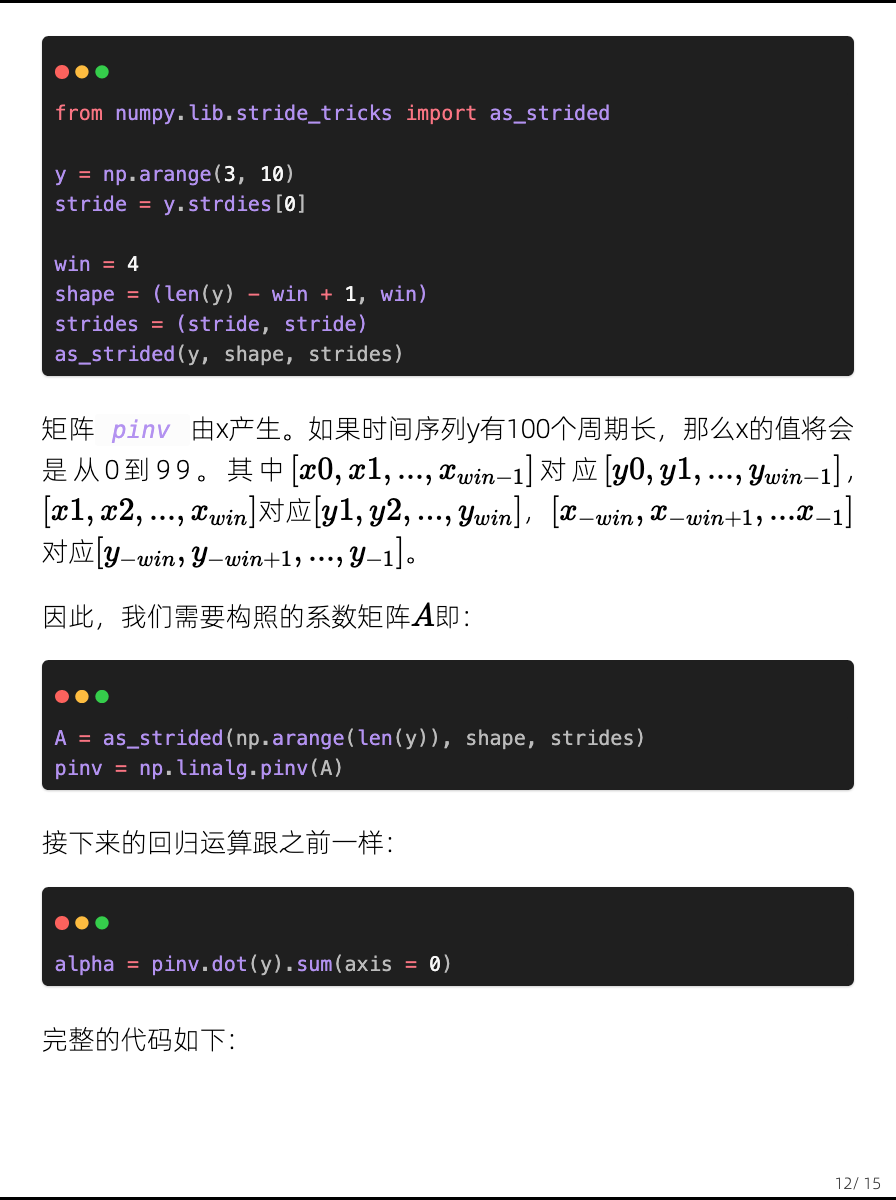 from numpy.lib.stride_tricks import as_strided
y = np.arange(3, 10)
stride = y.strdies[0]
win = 4
shape = (len(y) - win + 1, win)
strides = (stride, stride)
as_strided(y, shape, strides)
矩阵 pinv 由x产生。如果时间序列y有100个周期长，那么x的值将会
是从0到99。其中[x0, x1, ..., x_{win-1}]对应[y0, y1, ..., y_{win-1}]，
[x1, x2, ..., x_{win}]对应[y1, y2, ..., y_{win}]，[x_{-win}, x_{-win+1}, ...x_{-1}]
对应[y_{-win}, y_{-win+1}, ..., y_{-1}]。
因此，我们需要构照的系数矩阵A即：
A = as_strided(np.arange(len(y)), shape, strides)
pinv = np.linalg.pinv(A)
接下来的回归运算跟之前一样：
alpha = pinv.dot(y).sum(axis = 0)
完整的代码如下：
12/ 15